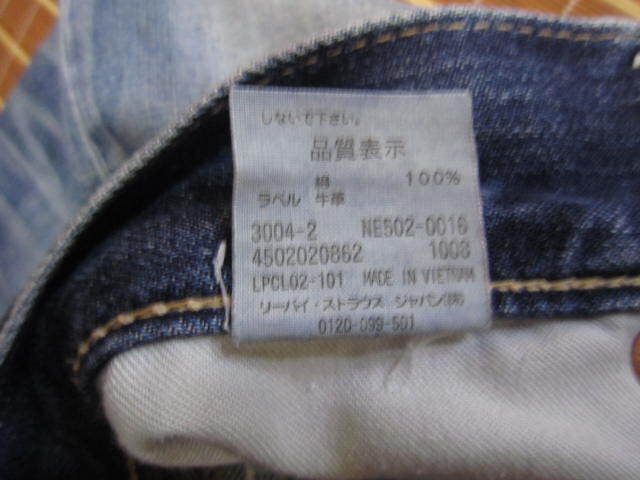 しないで下さい。
品質表示
綿 100%
ラベル 牛革
3004-2 NE502-0016
4502020862 1003
LPCL02-101 MADE IN VIETNAM
リーバイ・ストラウス ジャパン(株)
0120-099-501